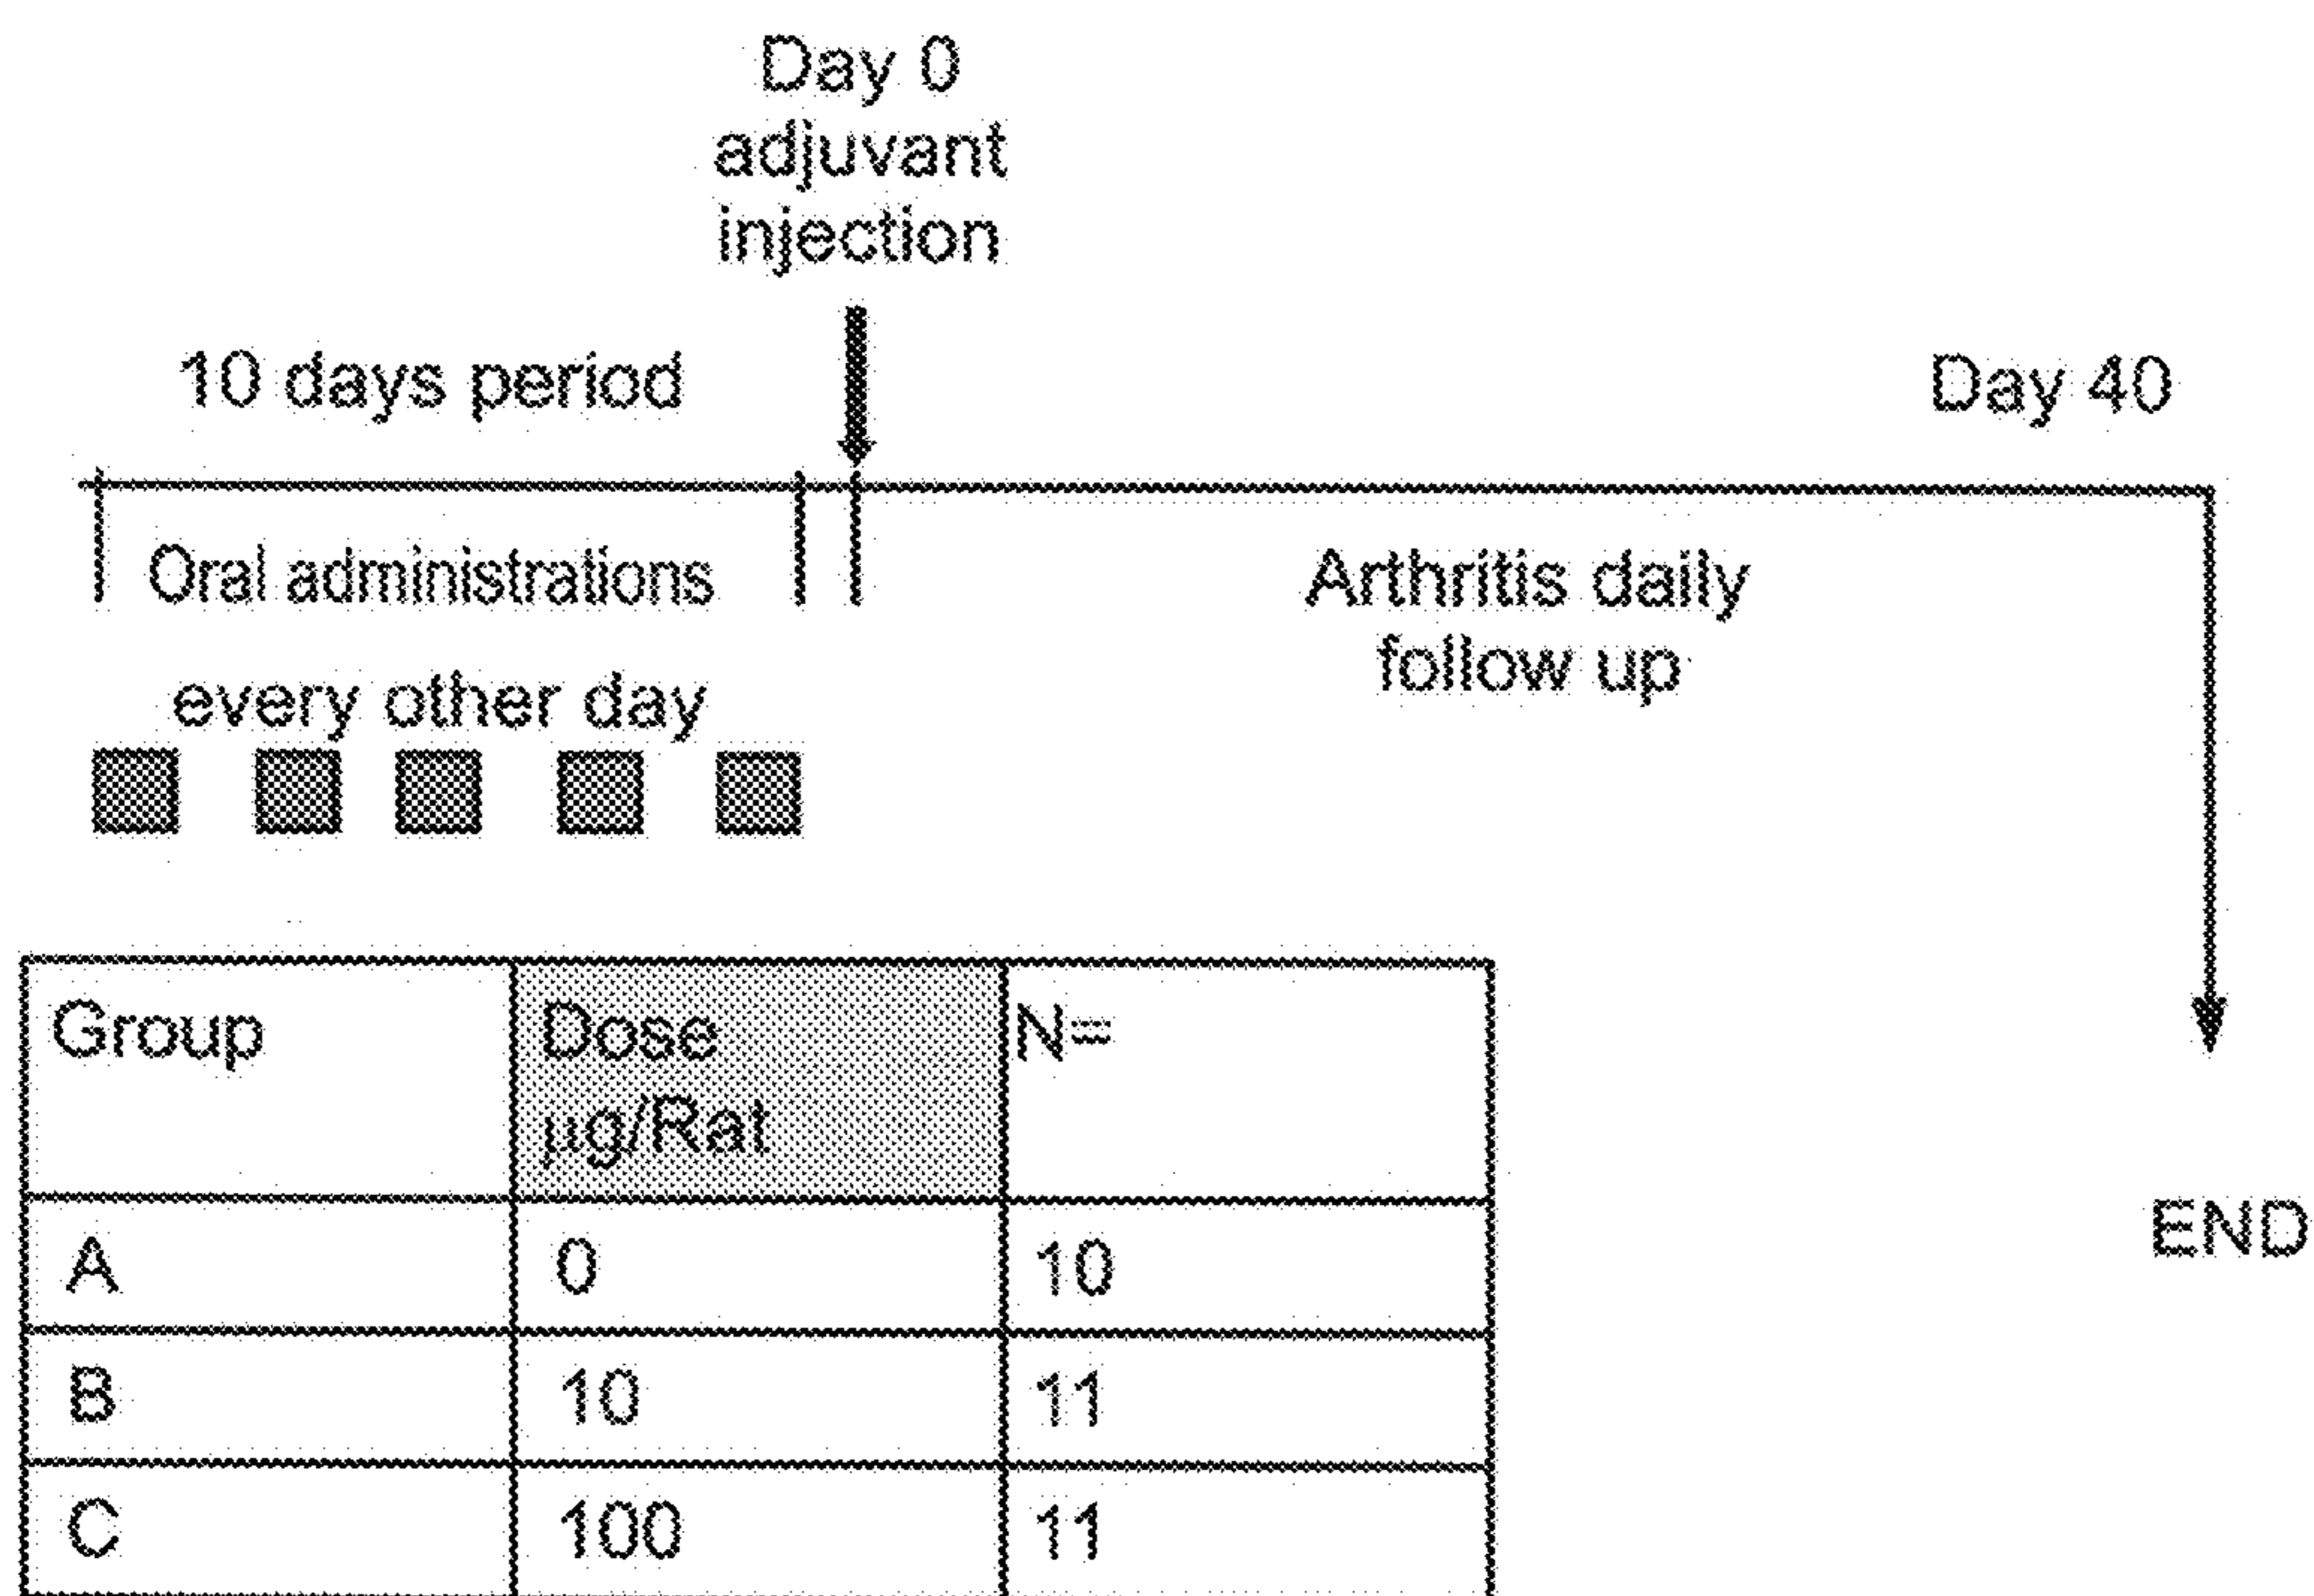 Day 0
adjuvant
injection
10 days period
Day 40
Oral administrations
every other day
Arthritis daily
follow up
Group Dose N=
µg/Rat
A 0 10
B 10 11
C 100 11
END